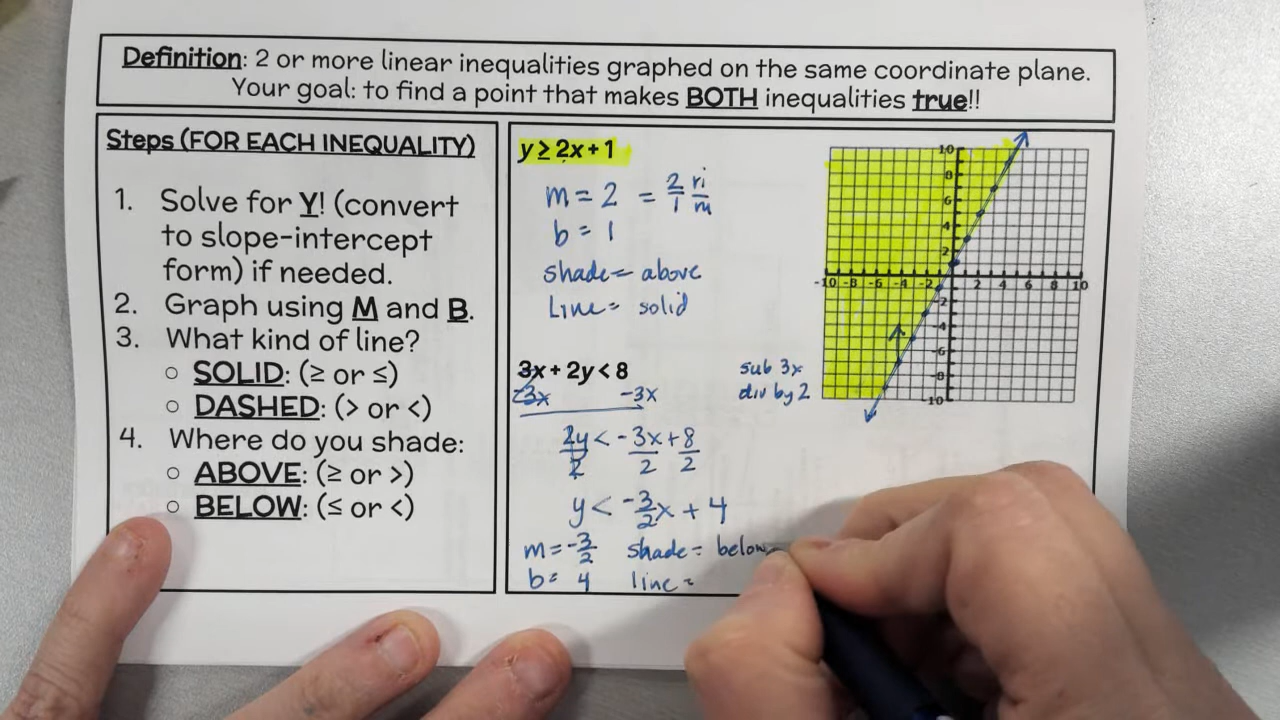 Definition: 2 or more linear inequalities graphed on the same coordinate plane.
Your goal: to find a point that makes BOTH inequalities true!!
Steps (FOR EACH INEQUALITY)
1. Solve for Y! (convert
to slope-intercept
form) if needed.
2. Graph using M and B.
3. What kind of line?
○ SOLID: (≥ or ≤)
○ DASHED: (> or <)
4. Where do you shade:
○ ABOVE: (≥ or >)
○ BELOW: (≤ or <)
y ≥ 2x + 1
m = 2 = 2/1 ri/m
b = 1
shade = above
Line = solid
3x + 2y < 8
-3x -3x
2y/2 < -3x/2 + 8/2
y < -3/2x + 4
m = -3/2 shade = below
b = 4 line =
sub 3x
div by 2
10
8
6
4
2
-10 -8 -6 -4 -2 2 4 6 8 10
-2
-4
-6
-8
-10